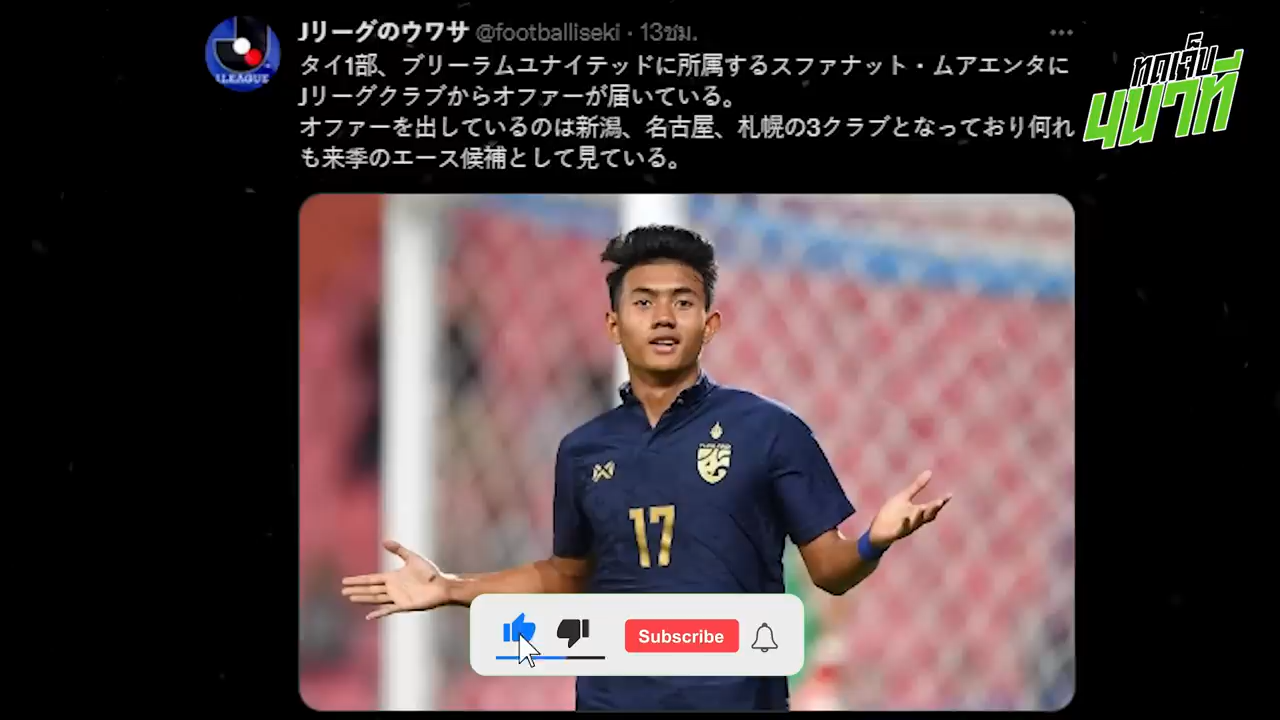 Jリーグのウワサ @footballiseki · 13ชม.
タイ1部、ブリーラムユナイテッドに所属するスファナット・ムアエンタに
Jリーグクラブからオファーが届いている。
オファーを出しているのは新潟、名古屋、札幌の3クラブとなっており何れ
も来季のエース候補として見ている。
J.LEAGUE
ทดเจ็บ
4นาที
17
Subscribe